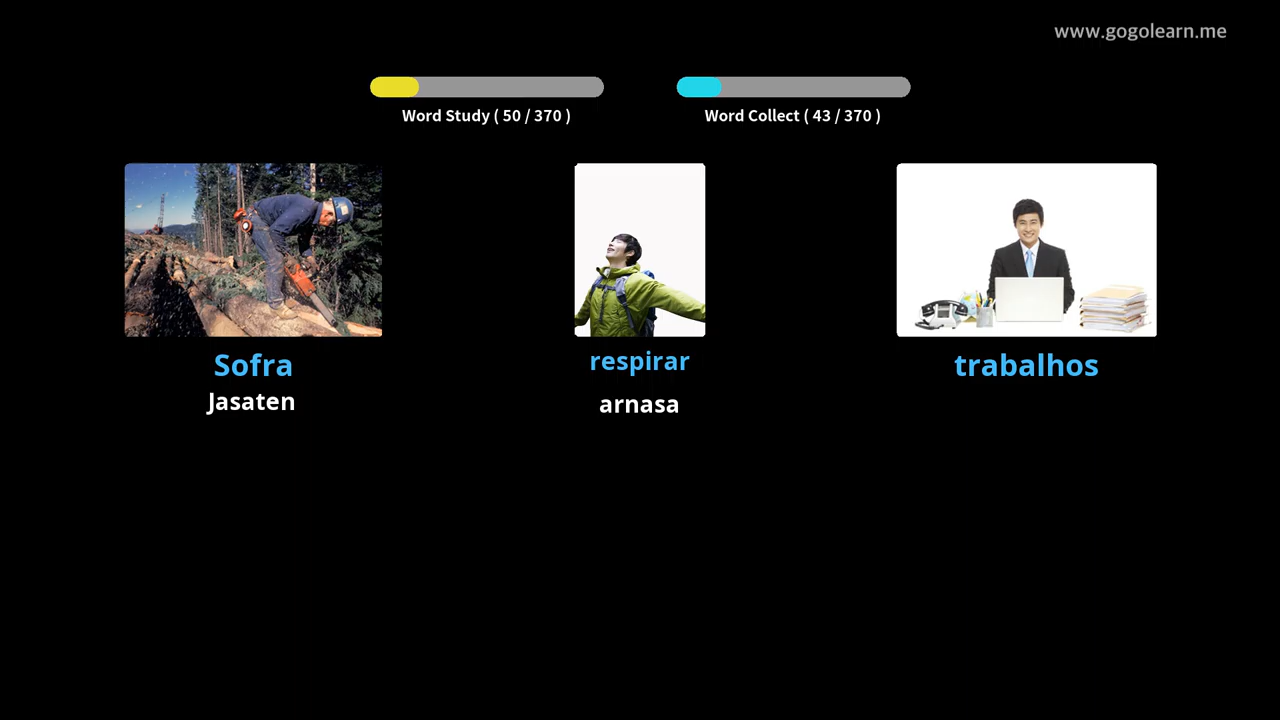 www.gogolearn.me
Word Study ( 50 / 370 )
Word Collect ( 43 / 370 )
Sofra
respirar
trabalhos
Jasaten
arnasa